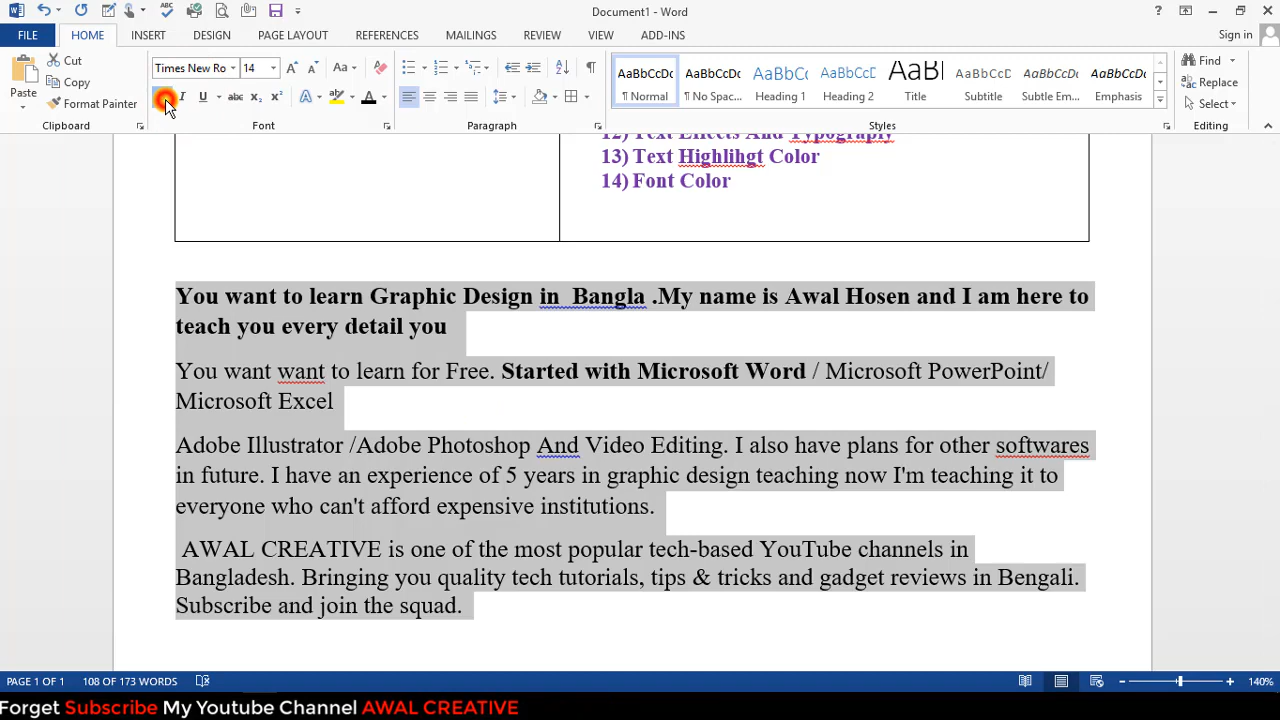 Document1 - Word
Sign in
FILE HOME INSERT DESIGN PAGE LAYOUT REFERENCES MAILINGS REVIEW VIEW ADD-INS
Paste
Cut
Copy
Format Painter
Clipboard
Times New Ro 14
Font
Paragraph
AaBbCcDc AaBbCcDc AaBbCc AaBbCcC AaBl AaBbCcD AaBbCcDc AaBbCcDc
¶ Normal ¶ No Spac... Heading 1 Heading 2 Title Subtitle Subtle Em... Emphasis
Styles
Find
Replace
Select
Editing
12) Text Effects And Typography
13) Text Highlihgt Color
14) Font Color
You want to learn Graphic Design in Bangla .My name is Awal Hosen and I am here to
teach you every detail you
You want want to learn for Free. Started with Microsoft Word / Microsoft PowerPoint/
Microsoft Excel
Adobe Illustrator /Adobe Photoshop And Video Editing. I also have plans for other softwares
in future. I have an experience of 5 years in graphic design teaching now I'm teaching it to
everyone who can't afford expensive institutions.
AWAL CREATIVE is one of the most popular tech-based YouTube channels in
Bangladesh. Bringing you quality tech tutorials, tips & tricks and gadget reviews in Bengali.
Subscribe and join the squad.
PAGE 1 OF 1 108 OF 173 WORDS 140%
Forget Subscribe My Youtube Channel AWAL CREATIVE